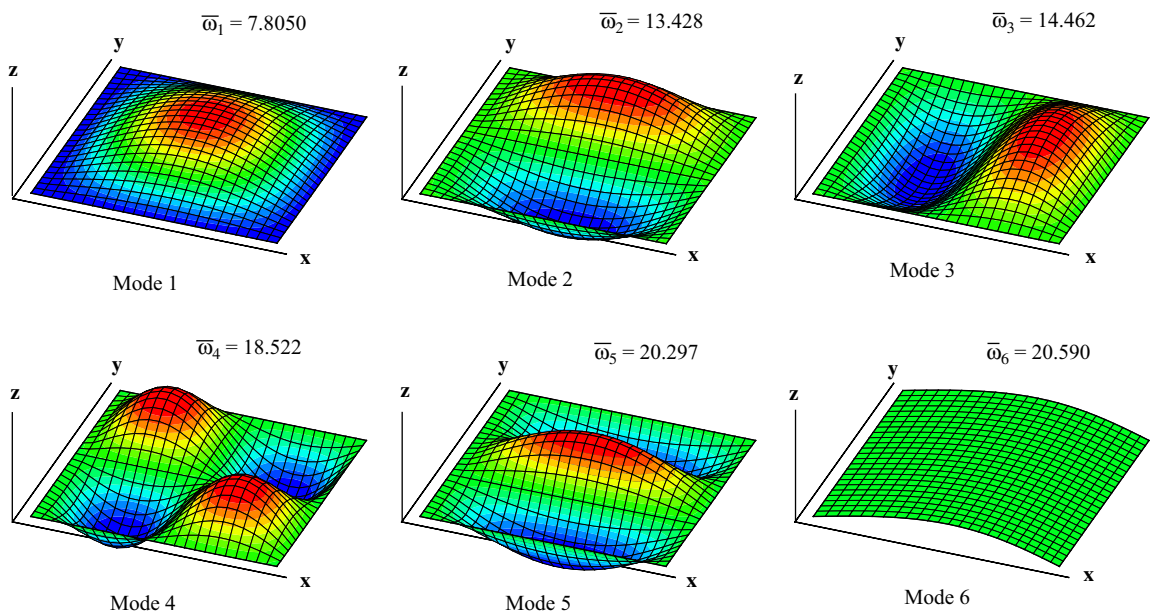 ω̅₁ = 7.8050
y
z
x
Mode 1
ω̅₂ = 13.428
y
z
x
Mode 2
ω̅₃ = 14.462
y
z
x
Mode 3
ω̅₄ = 18.522
y
z
x
Mode 4
ω̅₅ = 20.297
y
z
x
Mode 5
ω̅₆ = 20.590
y
z
x
Mode 6